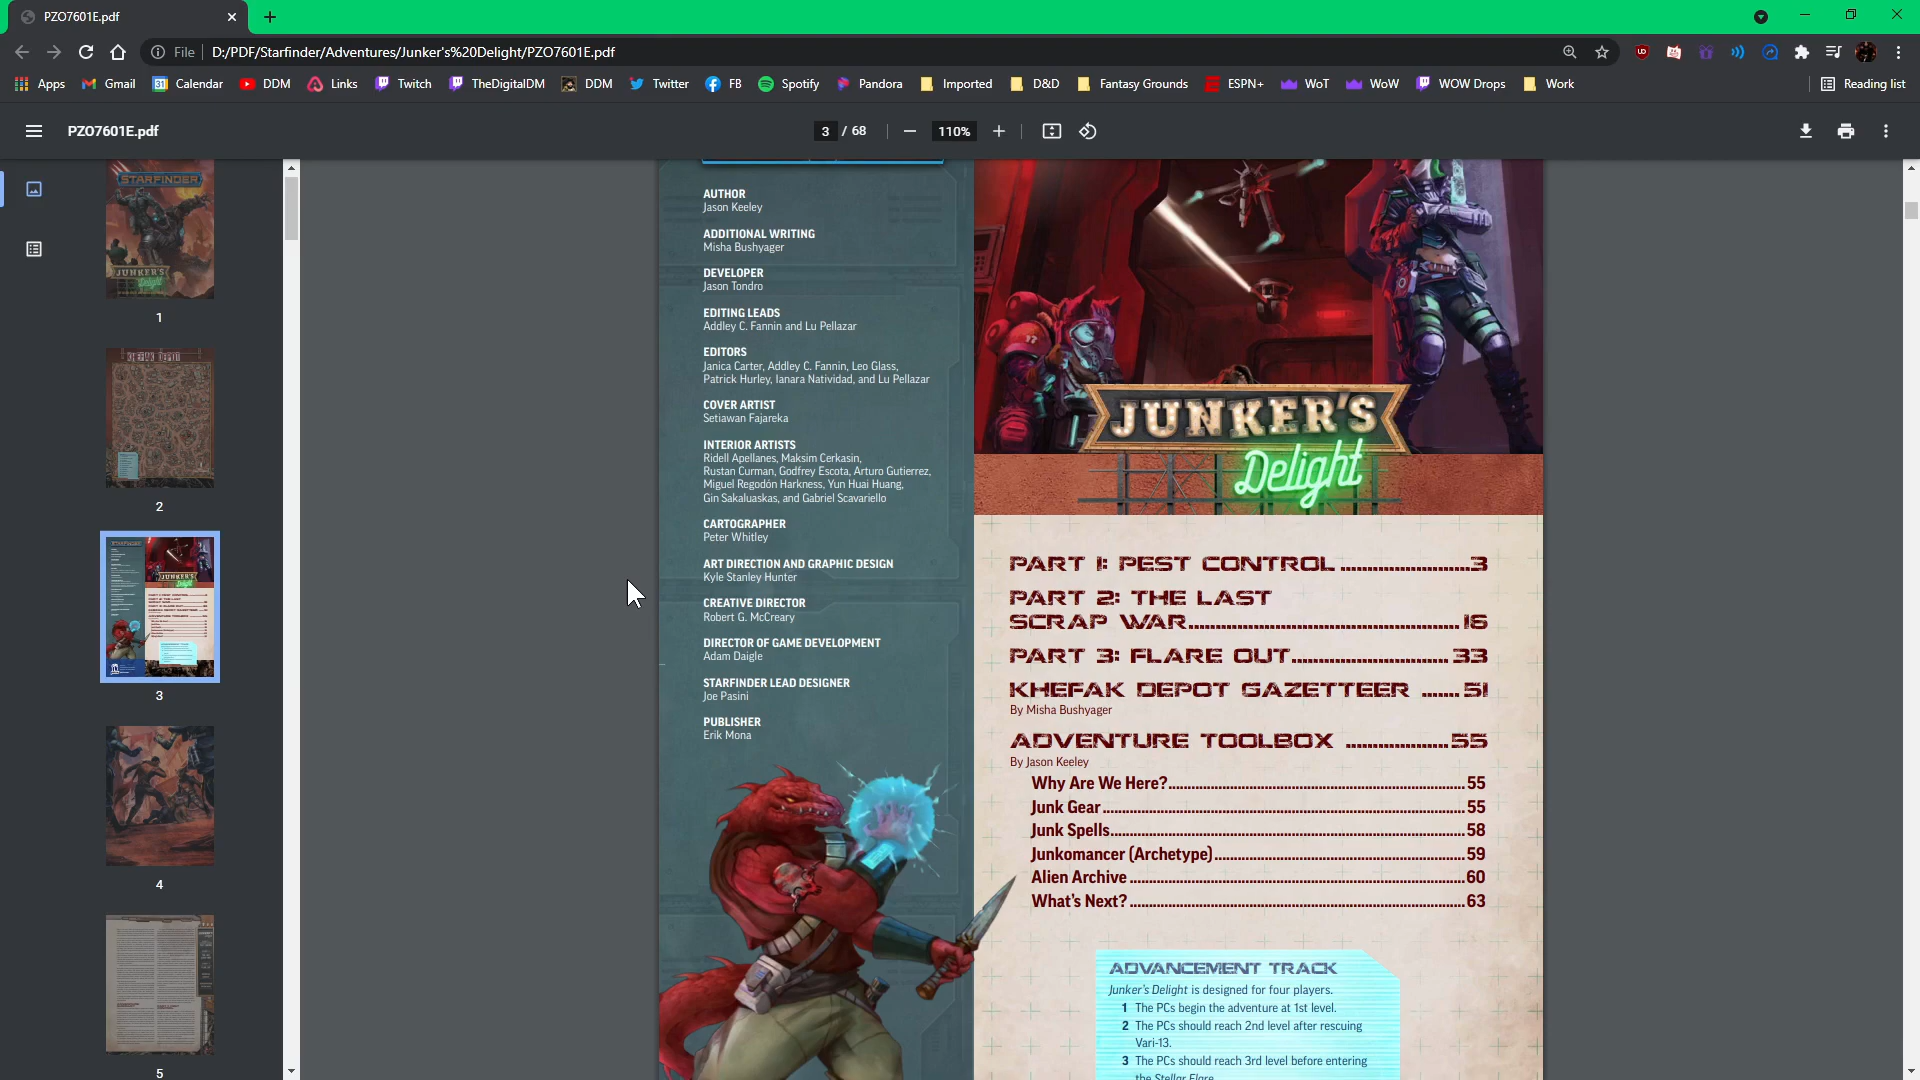 PZO7601E.pdf
File
D:/PDF/Starfinder/Adventures/Junker's%20Delight/PZO7601E.pdf
Apps
Gmail
Calendar
DDM
Links
Twitch
TheDigitalDM
DDM
Twitter
FB
Spotify
Pandora
Imported
D&D
Fantasy Grounds
ESPN+
WoT
WoW
WOW Drops
Work
Reading list
PZO7601E.pdf
3 / 68
110%
STARFINDER
JUNKER'S
Delight
1
2
3
4
5
AUTHOR
Jason Keeley
ADDITIONAL WRITING
Misha Bushyager
DEVELOPER
Jason Tondro
EDITING LEADS
Addley C. Fannin and Lu Pellazar
EDITORS
Janica Carter, Addley C. Fannin, Leo Glass,
Patrick Hurley, Ianara Natividad, and Lu Pellazar
COVER ARTIST
Setiawan Fajareka
INTERIOR ARTISTS
Ridell Apellanes, Maksim Cerkasin,
Rustan Curman, Godfrey Escota, Arturo Gutierrez,
Miguel Regodón Harkness, Yun Huai Huang,
Gin Sakaluaskas, and Gabriel Scavariello
CARTOGRAPHER
Peter Whitley
ART DIRECTION AND GRAPHIC DESIGN
Kyle Stanley Hunter
CREATIVE DIRECTOR
Robert G. McCreary
DIRECTOR OF GAME DEVELOPMENT
Adam Daigle
STARFINDER LEAD DESIGNER
Joe Pasini
PUBLISHER
Erik Mona
JUNKER'S
Delight
PART 1: PEST CONTROL ........................3
PART 2: THE LAST
SCRAP WAR..................................................16
PART 3: FLARE OUT.............................. 33
KHEFAK DEPOT GAZETTEER ....... 51
By Misha Bushyager
ADVENTURE TOOLBOX ...................55
By Jason Keeley
Why Are We Here?..................................................55
Junk Gear..................................................55
Junk Spells..................................................58
Junkomancer (Archetype)..................................................59
Alien Archive..................................................60
What's Next?..................................................63
ADVANCEMENT TRACK
Junker's Delight is designed for four players.
1 The PCs begin the adventure at 1st level.
2 The PCs should reach 2nd level after rescuing
Vari-13.
3 The PCs should reach 3rd level before entering
the Stellar Flare.